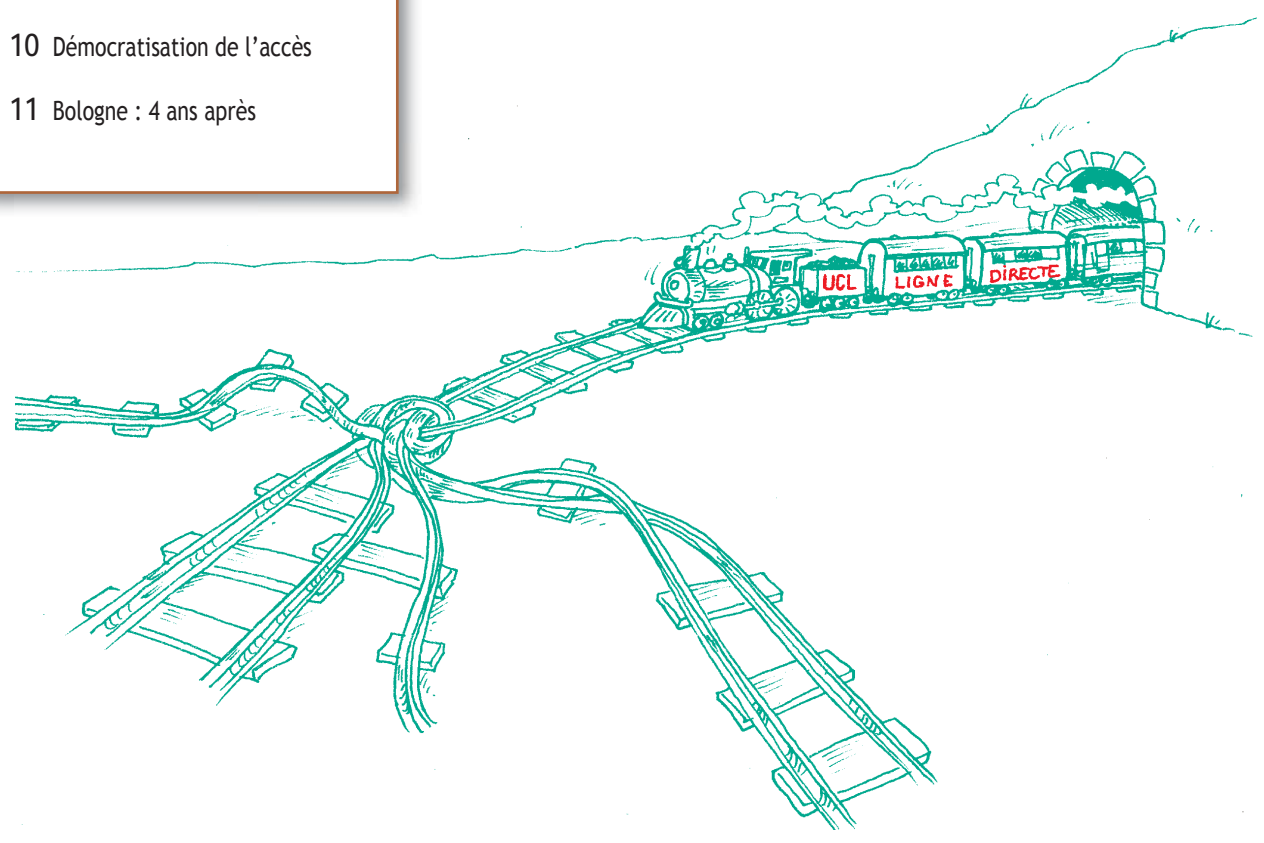 10 Démocratisation de l’accès
11 Bologne : 4 ans après
UCL LIGNE DIRECTE